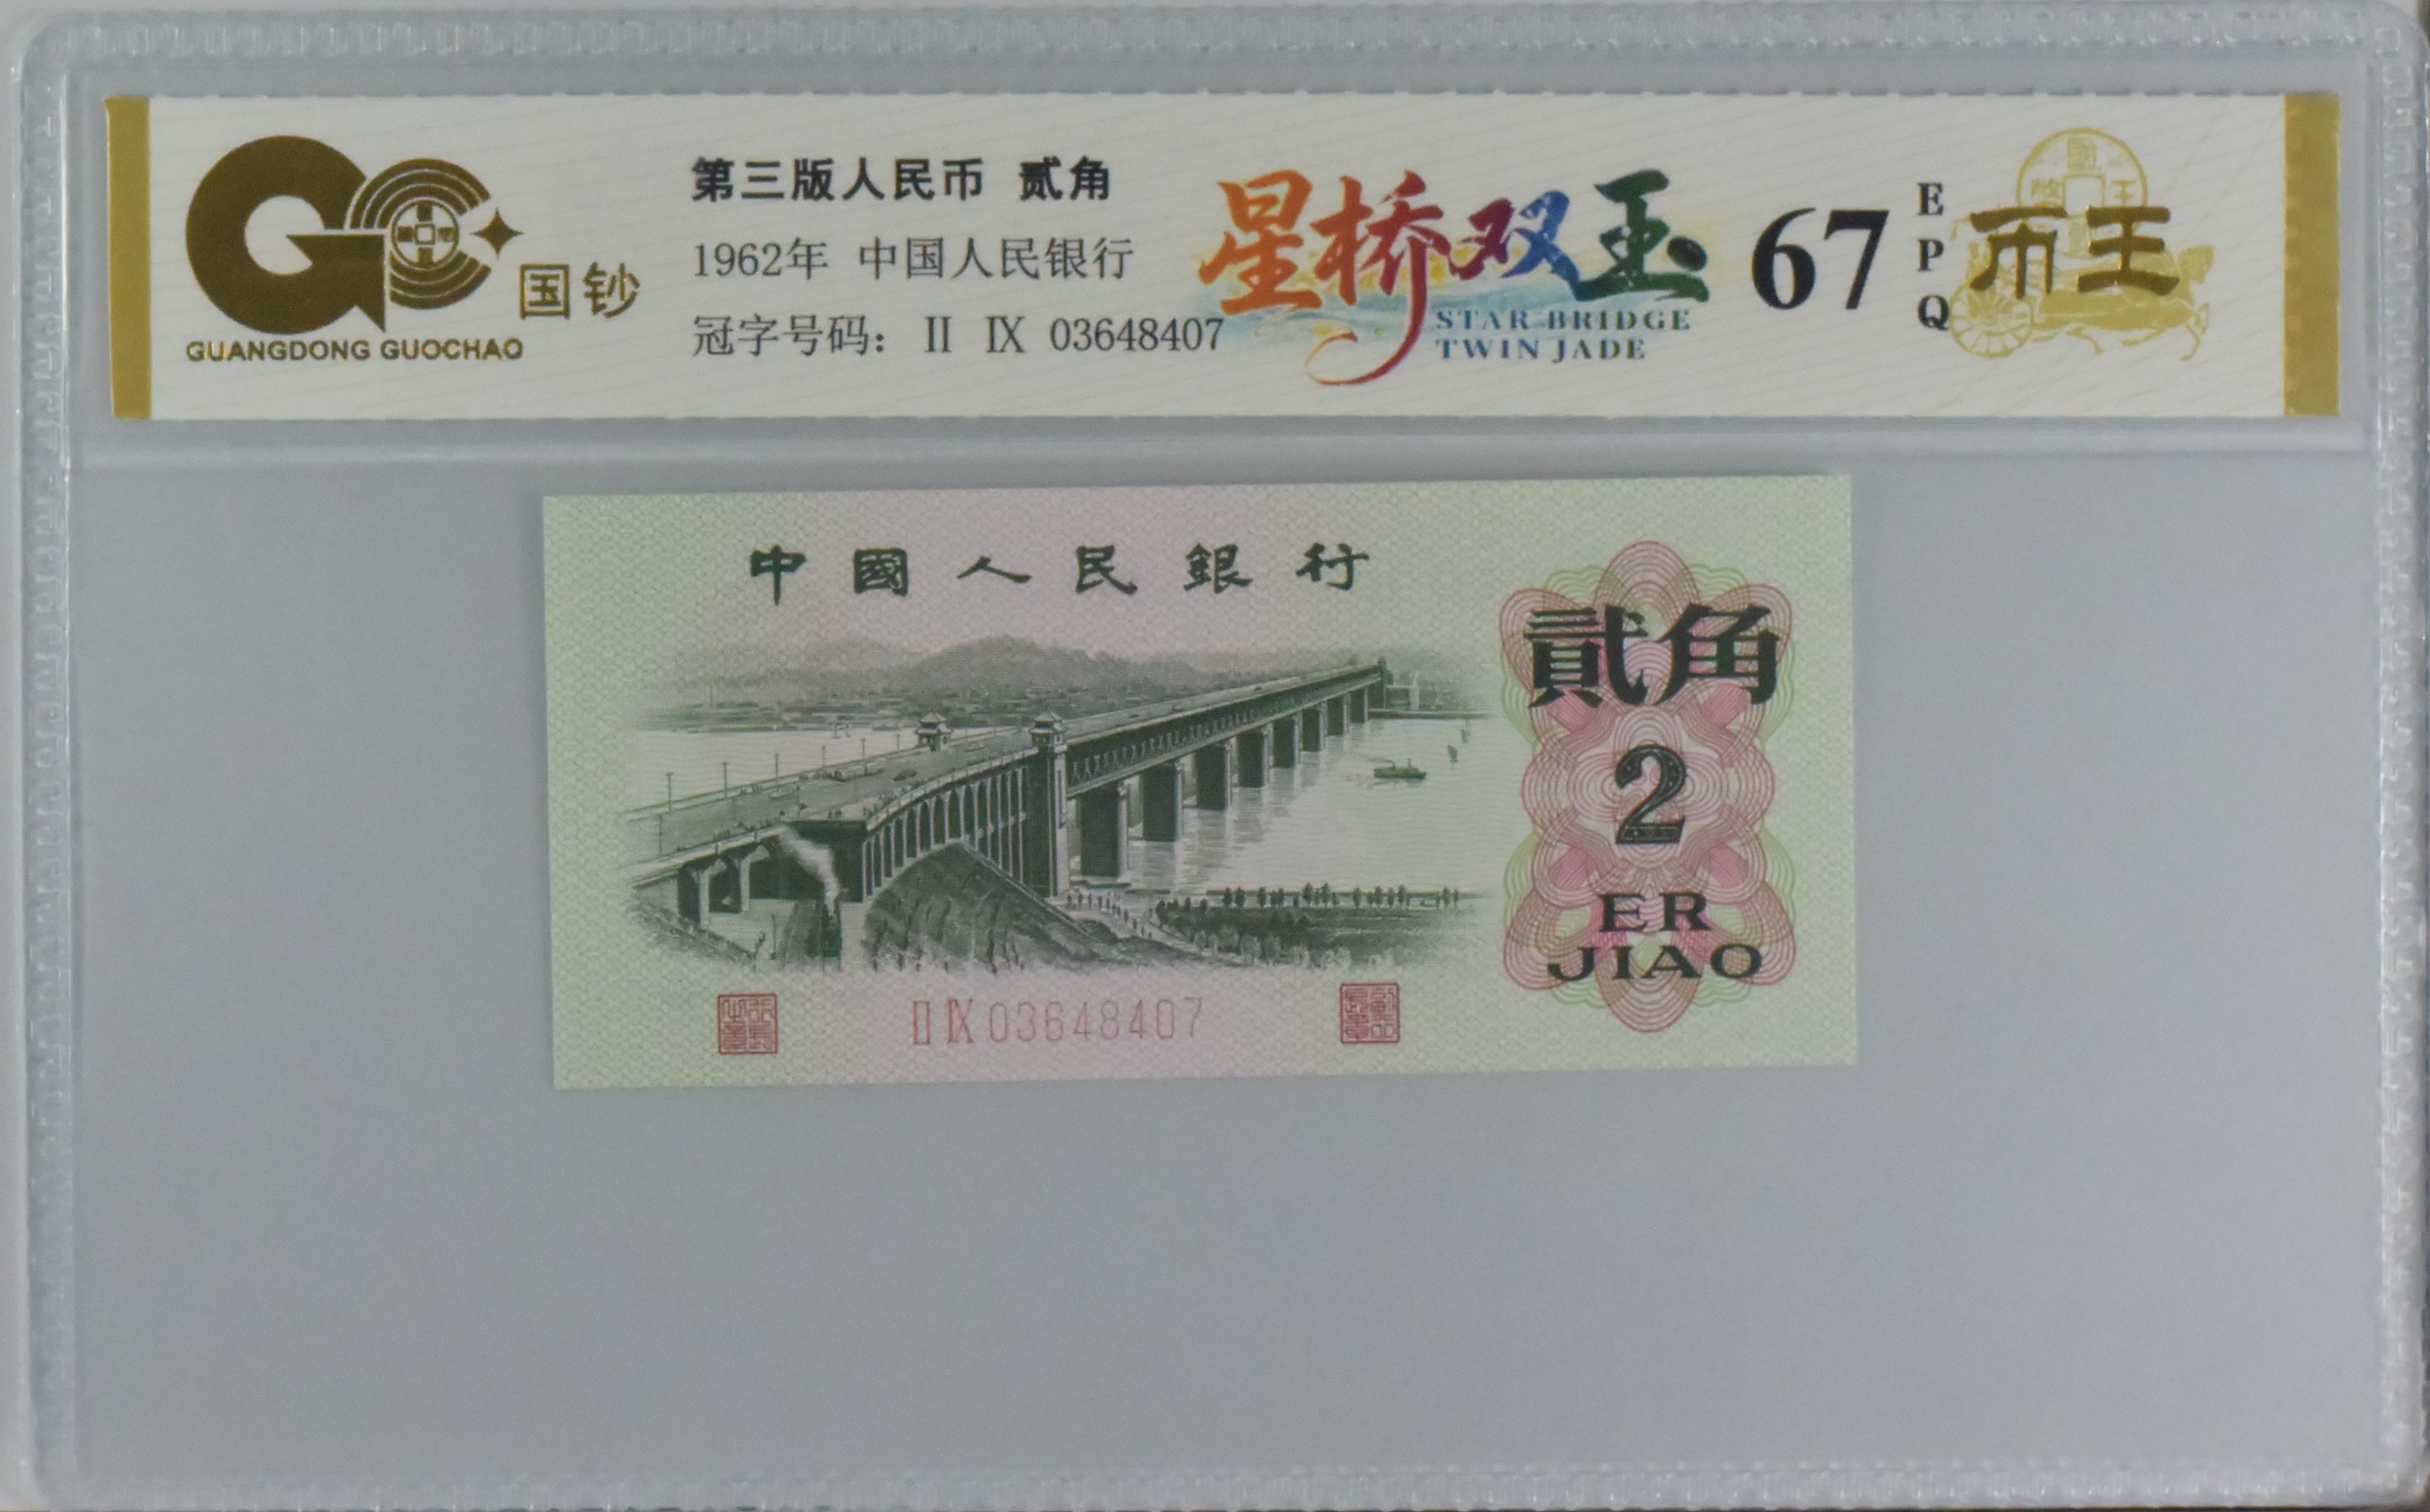 GC
国钞
GUANGDONG GUOCHAO
第三版人民币 贰角
1962年 中国人民银行
冠字号码: Ⅱ Ⅸ 03648407
星桥双玉
STAR BRIDGE
TWIN JADE
67
EPQ
币王
中國人民銀行
貳角
2
ER
JIAO
Ⅱ Ⅸ 03648407